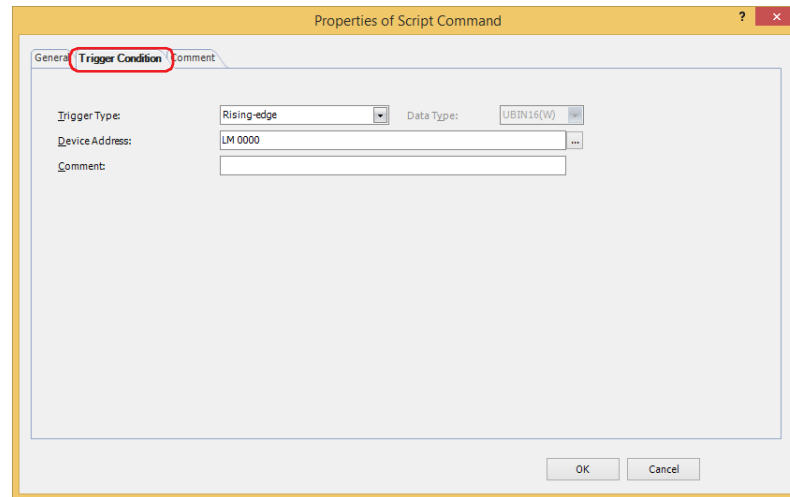 Properties of Script Command ? ×
General Trigger Condition Comment
Trigger Type: Rising-edge Data Type: UBIN16(W)
Device Address: LM 0000 ...
Comment:
OK Cancel